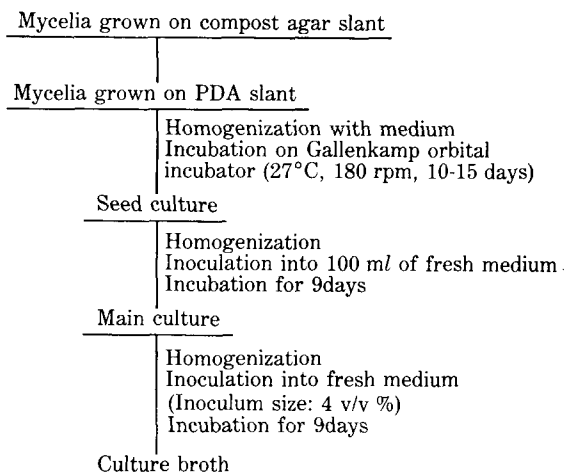 Mycelia grown on compost agar slant
Mycelia grown on PDA slant
Homogenization with medium
Incubation on Gallenkamp orbital
incubator (27°C, 180 rpm, 10-15 days)
Seed culture
Homogenization
Inoculation into 100 ml of fresh medium
Incubation for 9days
Main culture
Homogenization
Inoculation into fresh medium
(Inoculum size: 4 v/v %)
Incubation for 9days
Culture broth